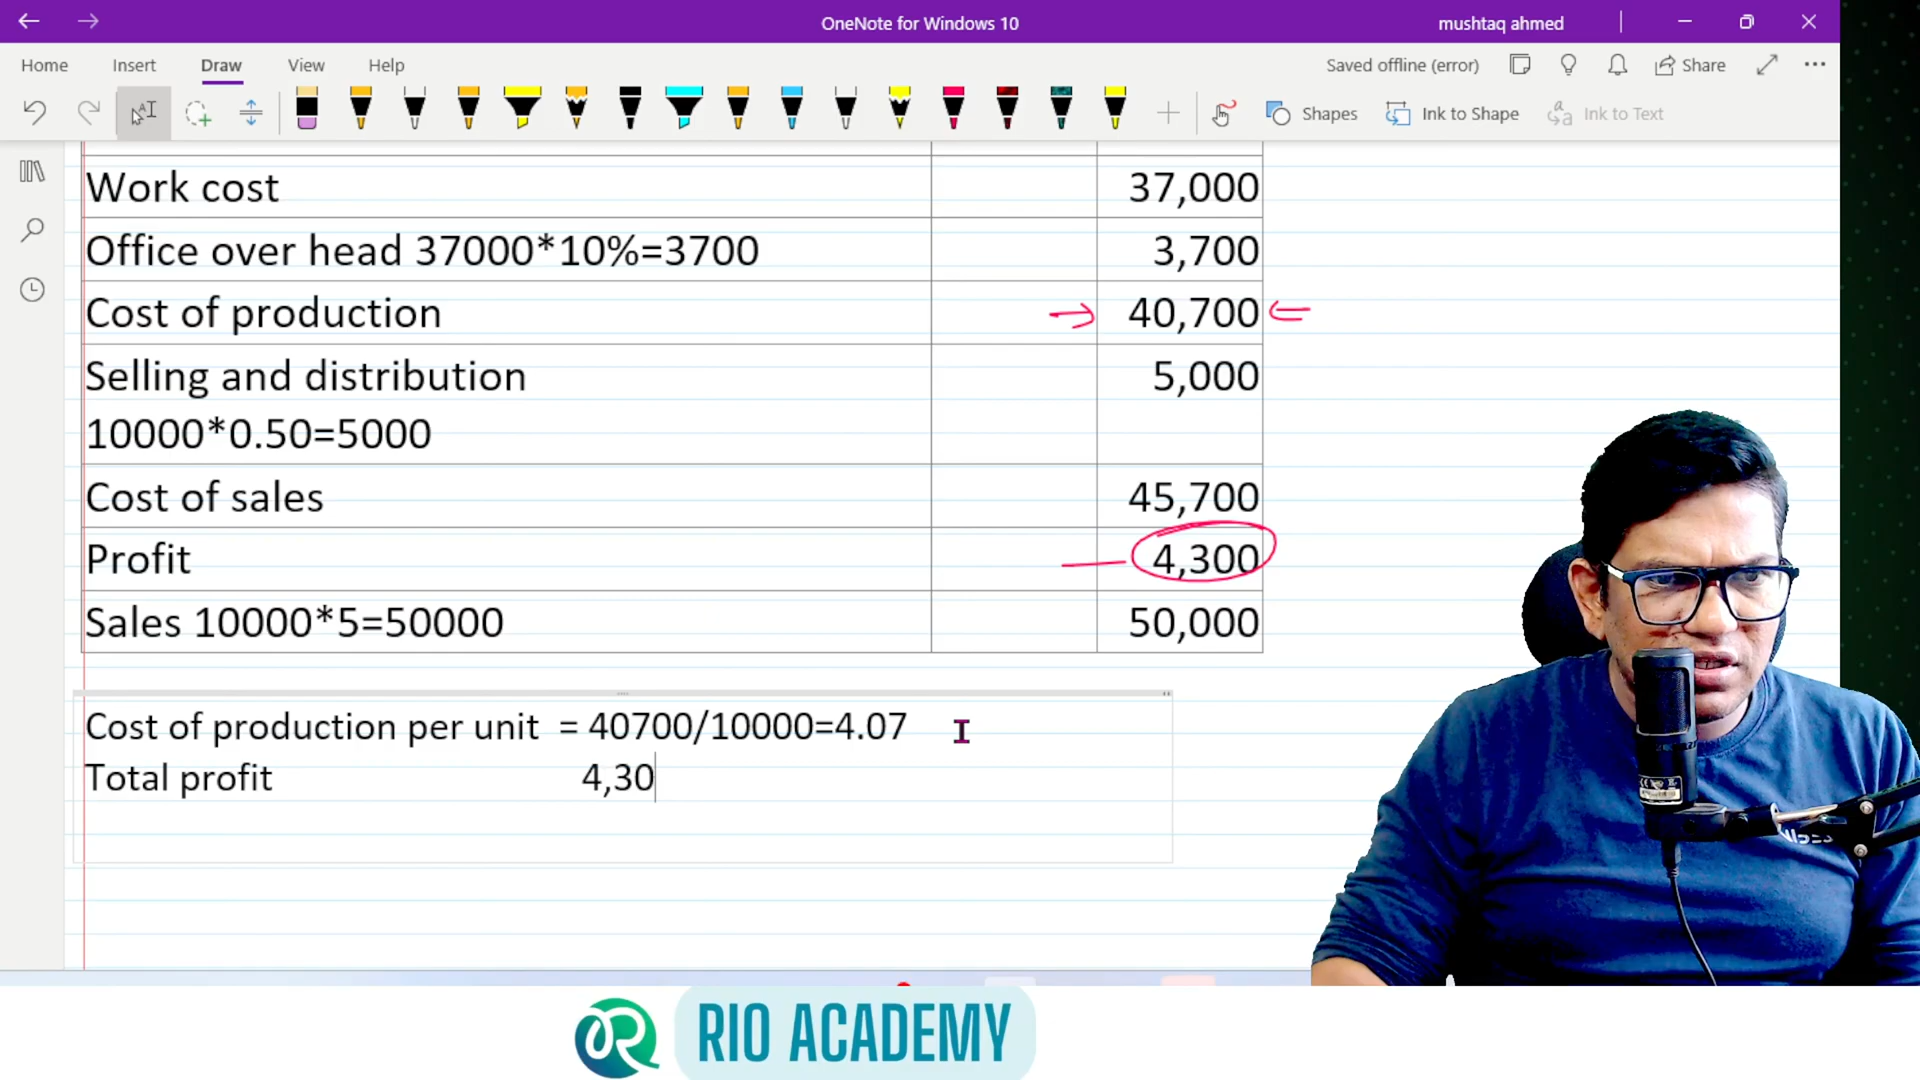 OneNote for Windows 10
mushtaq ahmed
Home Insert Draw View Help
Saved offline (error)
Share
Shapes
Ink to Shape
Ink to Text
Work cost 37,000
Office over head 37000*10%=3700 3,700
Cost of production 40,700
Selling and distribution 5,000
10000*0.50=5000
Cost of sales 45,700
Profit 4,300
Sales 10000*5=50000 50,000
Cost of production per unit = 40700/10000=4.07
Total profit 4,30
RIO ACADEMY